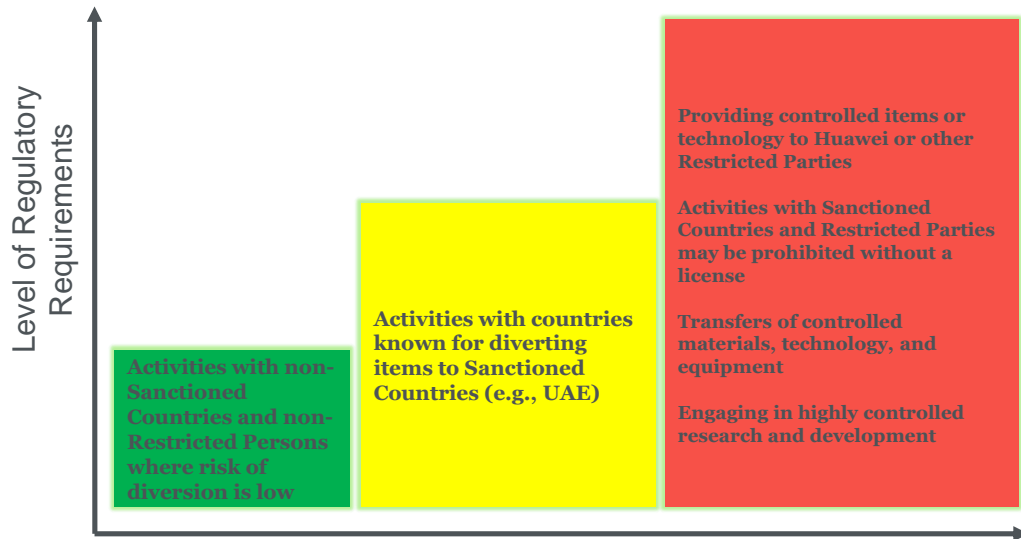 Level of Regulatory
Requirements
Activities with non-
Sanctioned
Countries and non-
Restricted Persons
where risk of
diversion is low
Activities with countries
known for diverting
items to Sanctioned
Countries (e.g., UAE)
Providing controlled items or
technology to Huawei or other
Restricted Parties
Activities with Sanctioned
Countries and Restricted Parties
may be prohibited without a
license
Transfers of controlled
materials, technology, and
equipment
Engaging in highly controlled
research and development